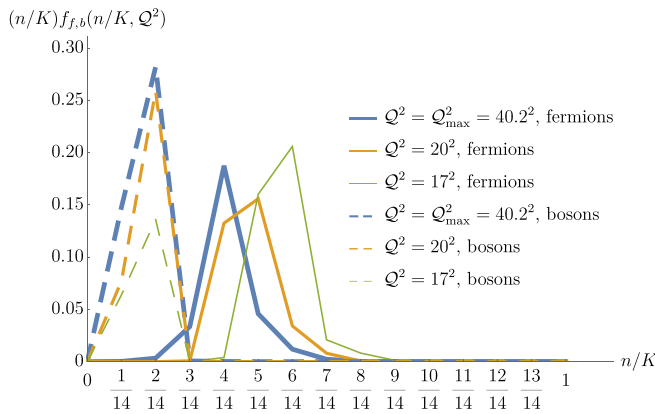 (n/K)f_{f,b}(n/K, 𝒬²)
0.30
0.25
0.20
0.15
0.10
0.05
0
𝒬² = 𝒬²_max = 40.2², fermions
𝒬² = 20², fermions
𝒬² = 17², fermions
𝒬² = 𝒬²_max = 40.2², bosons
𝒬² = 20², bosons
𝒬² = 17², bosons
0 1/14 2/14 3/14 4/14 5/14 6/14 7/14 8/14 9/14 10/14 11/14 12/14 13/14 1 n/K